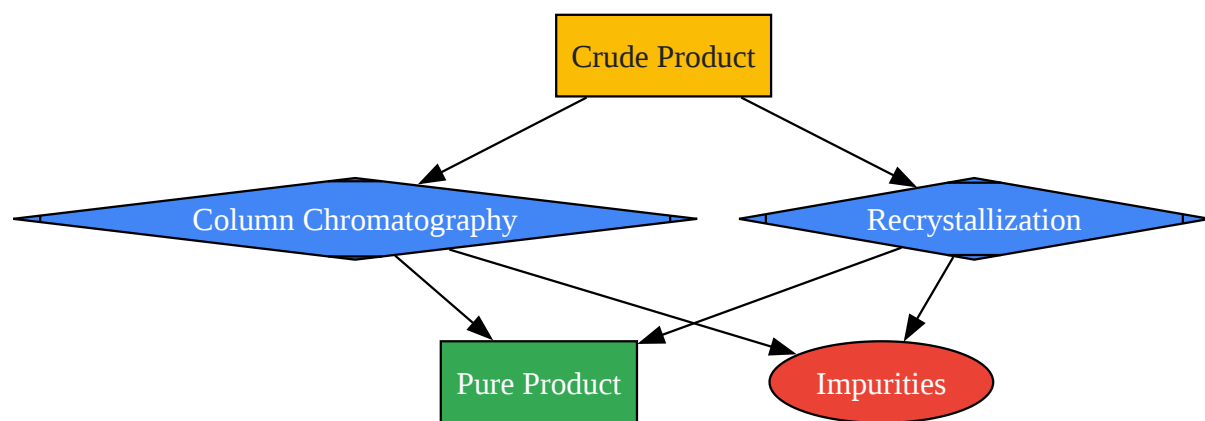 Crude Product
Column Chromatography
Recrystallization
Pure Product
Impurities